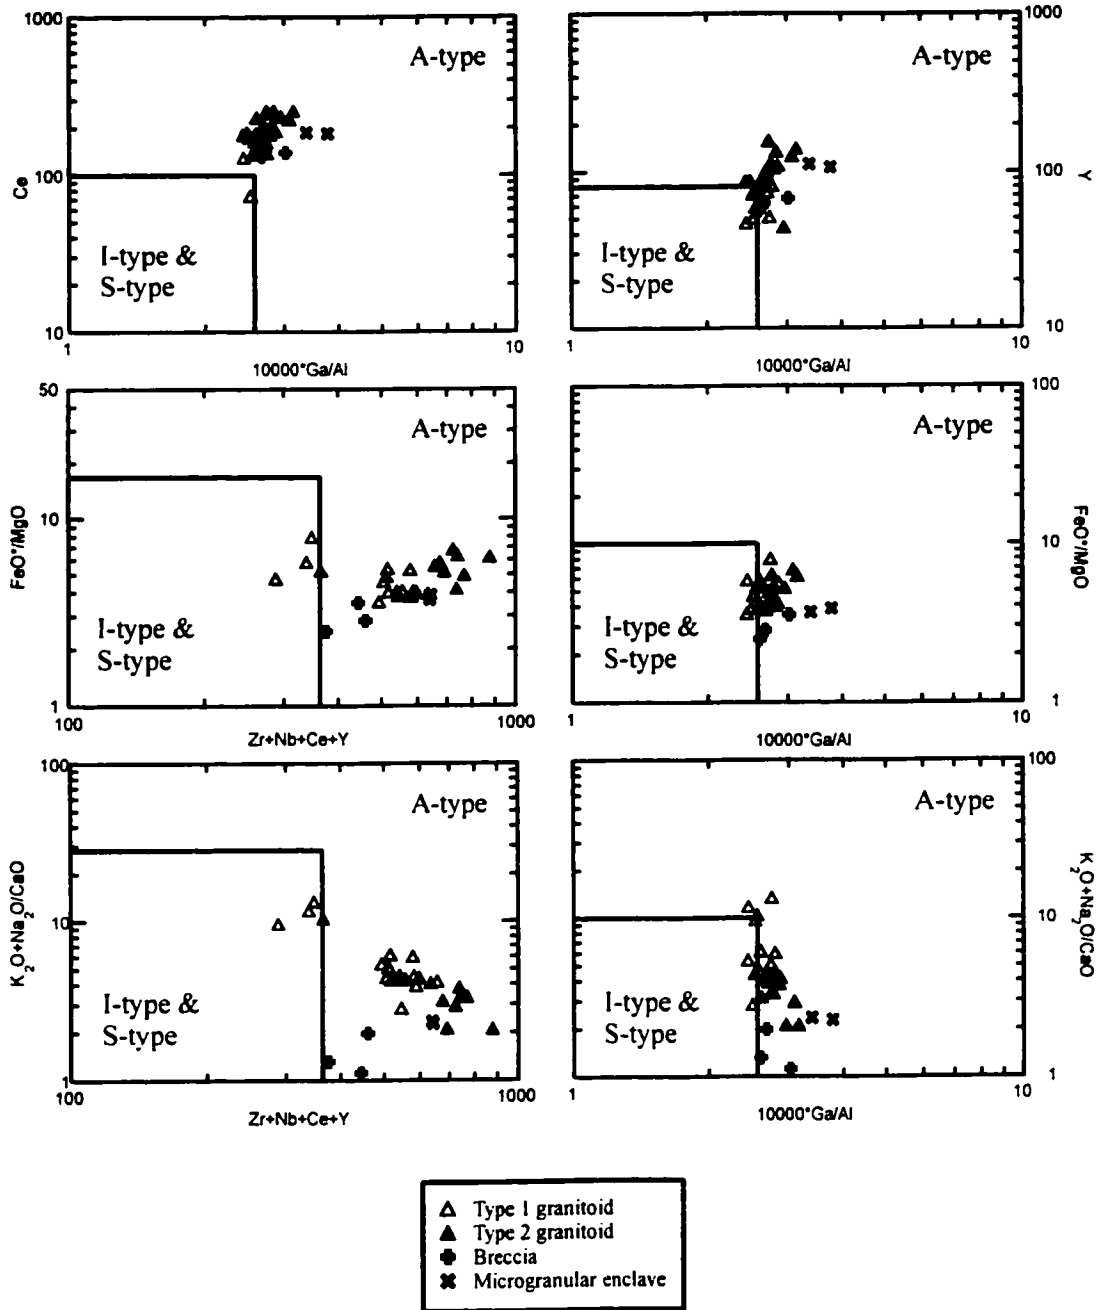 1000
A-type
Ce
100
I-type &
S-type
10
1
10
10000*Ga/Al
1000
A-type
Y
100
I-type &
S-type
10
1
10
10000*Ga/Al
50
A-type
FeO*/MgO
10
I-type &
S-type
1
100
1000
Zr+Nb+Ce+Y
100
A-type
FeO*/MgO
10
I-type &
S-type
1
1
10
10000*Ga/Al
100
A-type
K2O+Na2O/CaO
10
I-type &
S-type
1
100
1000
Zr+Nb+Ce+Y
100
A-type
K2O+Na2O/CaO
10
I-type &
S-type
1
1
10
10000*Ga/Al
Type 1 granitoid
Type 2 granitoid
Breccia
Microgranular enclave